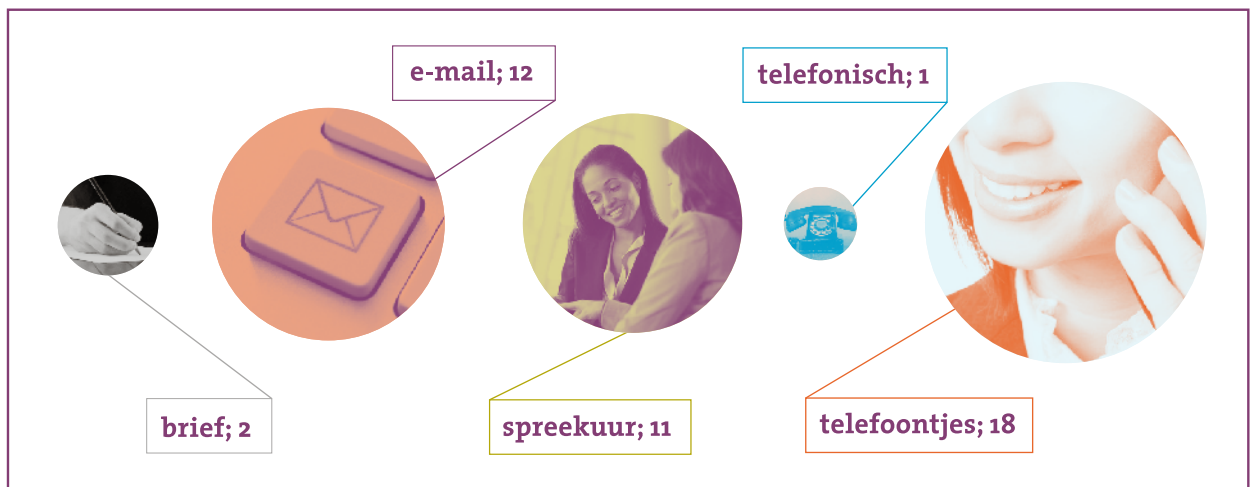 e-mail; 12
telefonisch; 1
brief; 2
spreekuur; 11
telefoontjes; 18